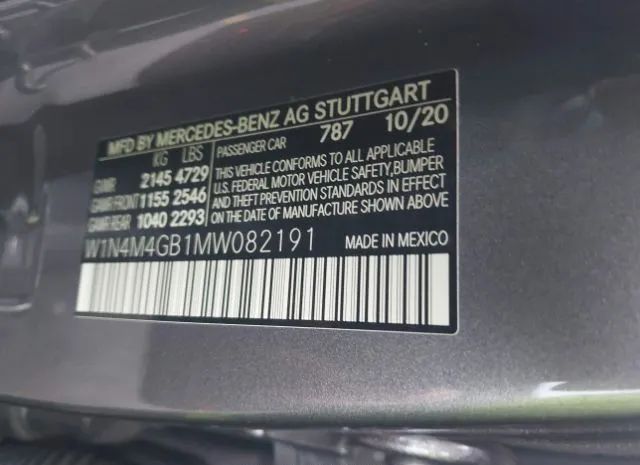 MFD BY MERCEDES-BENZ AG STUTTGART
KG LBS PASSENGER CAR 787 10/20
GVWR 2145 4729
GAWR FRONT 1155 2546
GAWR REAR 1040 2293
THIS VEHICLE CONFORMS TO ALL APPLICABLE
U.S. FEDERAL MOTOR VEHICLE SAFETY, BUMPER
AND THEFT PREVENTION STANDARDS IN EFFECT
ON THE DATE OF MANUFACTURE SHOWN ABOVE
W1N4M4GB1MW082191 MADE IN MEXICO